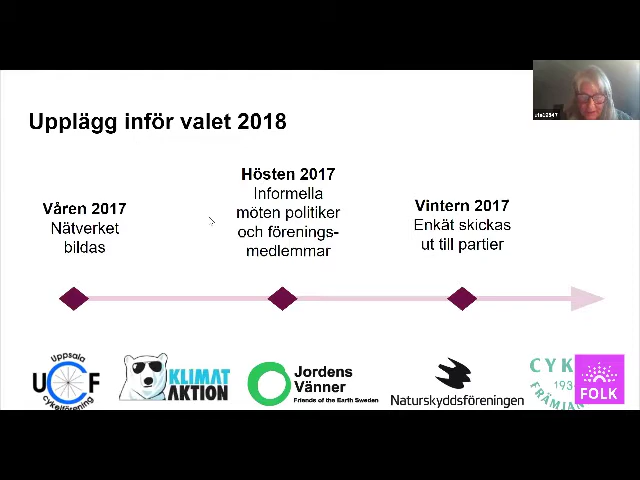 Upplägg inför valet 2018
Våren 2017
Nätverket
bildas
Hösten 2017
Informella
möten politiker
och förenings-
medlemmar
Vintern 2017
Enkät skickas
ut till partier
Uppsala
UCF
cykelförening
KLIMAT
AKTION
Jordens
Vänner
Friends of the Earth Sweden
Naturskyddsföreningen
CYK
193
FRÄMJAN
FOLK